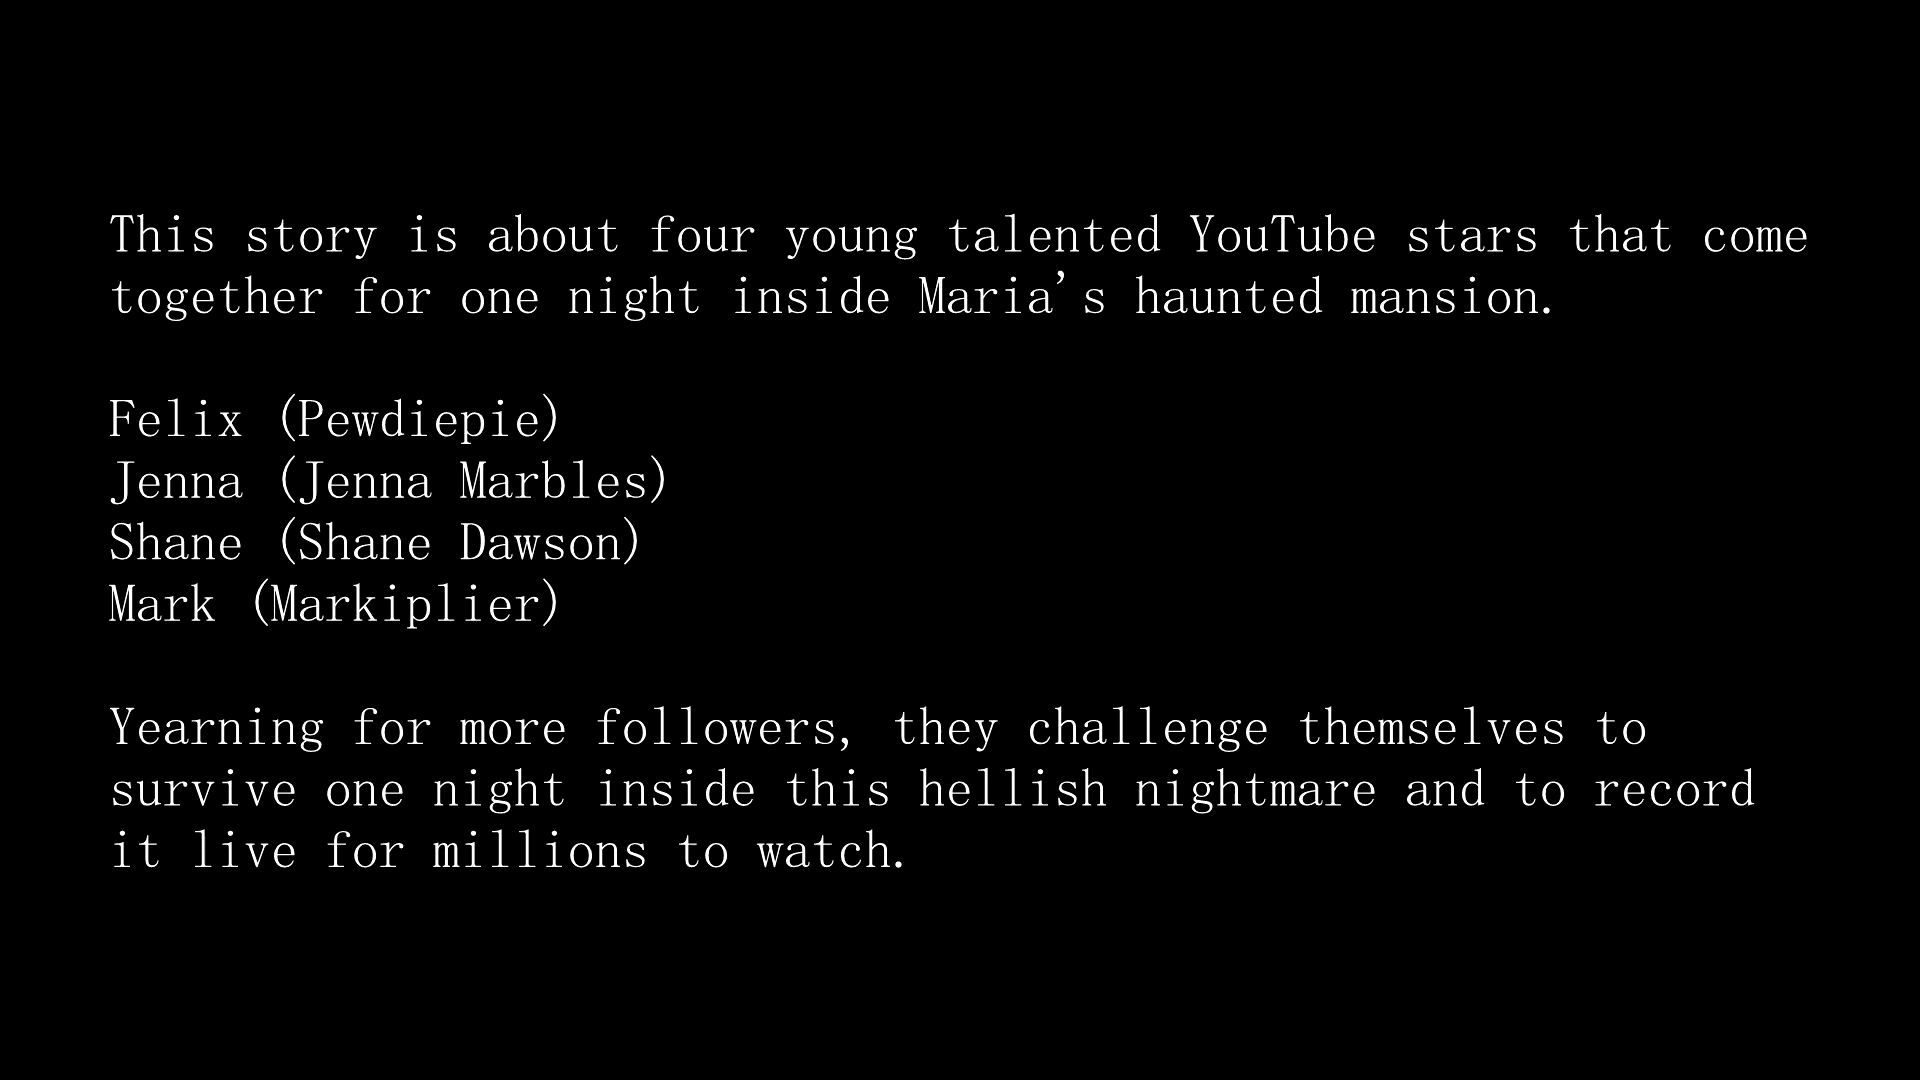 This story is about four young talented YouTube stars that come
together for one night inside Maria's haunted mansion.
Felix (Pewdiepie)
Jenna (Jenna Marbles)
Shane (Shane Dawson)
Mark (Markiplier)
Yearning for more followers, they challenge themselves to
survive one night inside this hellish nightmare and to record
it live for millions to watch.